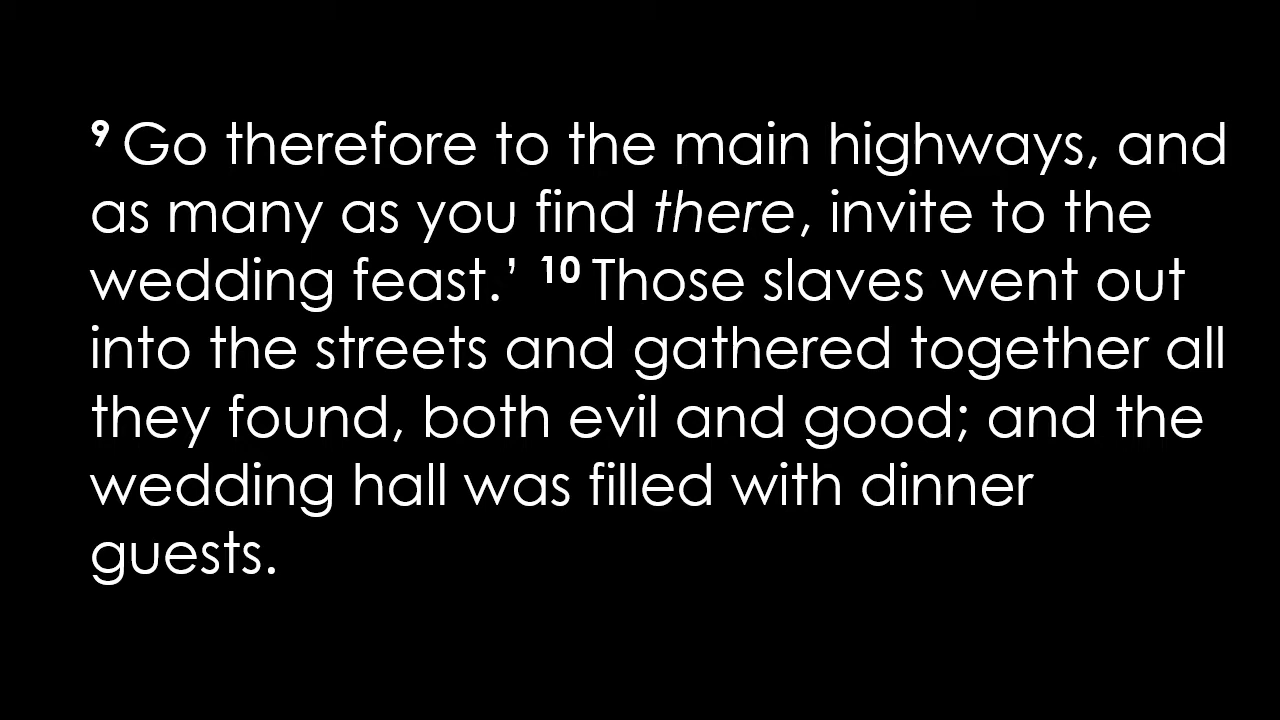 9 Go therefore to the main highways, and
as many as you find there, invite to the
wedding feast.’ 10 Those slaves went out
into the streets and gathered together all
they found, both evil and good; and the
wedding hall was filled with dinner
guests.